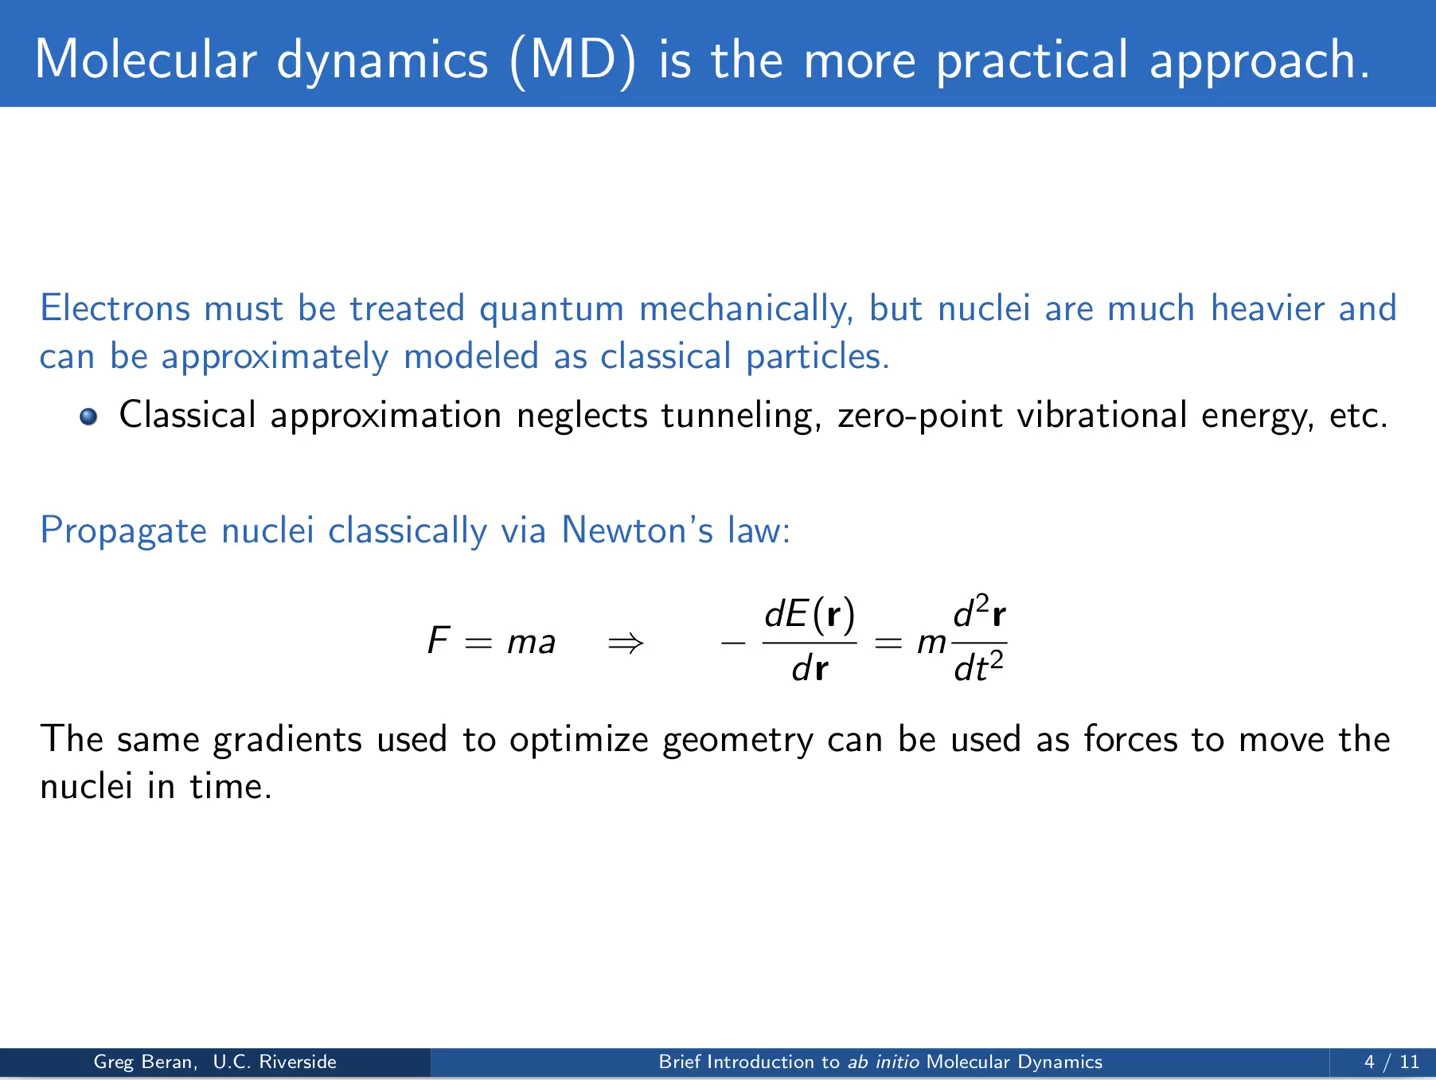 Molecular dynamics (MD) is the more practical approach.
Electrons must be treated quantum mechanically, but nuclei are much heavier and
can be approximately modeled as classical particles.
Classical approximation neglects tunneling, zero-point vibrational energy, etc.
Propagate nuclei classically via Newton's law:
F = ma ⇒ − dE(r)/dr = m d²r/dt²
The same gradients used to optimize geometry can be used as forces to move the
nuclei in time.
Greg Beran, U.C. Riverside Brief Introduction to ab initio Molecular Dynamics 4 / 11